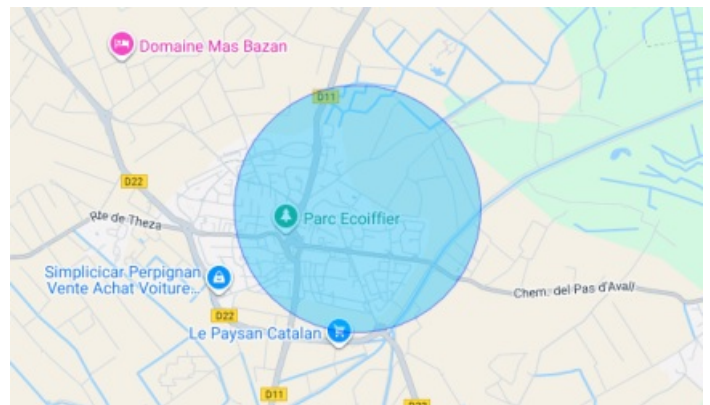 Domaine Mas Bazan
D11
D22
Rte de Theza
Parc Ecoiffier
Simplicicar Perpignan
Vente Achat Voiture...
Chem. del Pas d'Avall
D22
Le Paysan Catalan
D11
D22